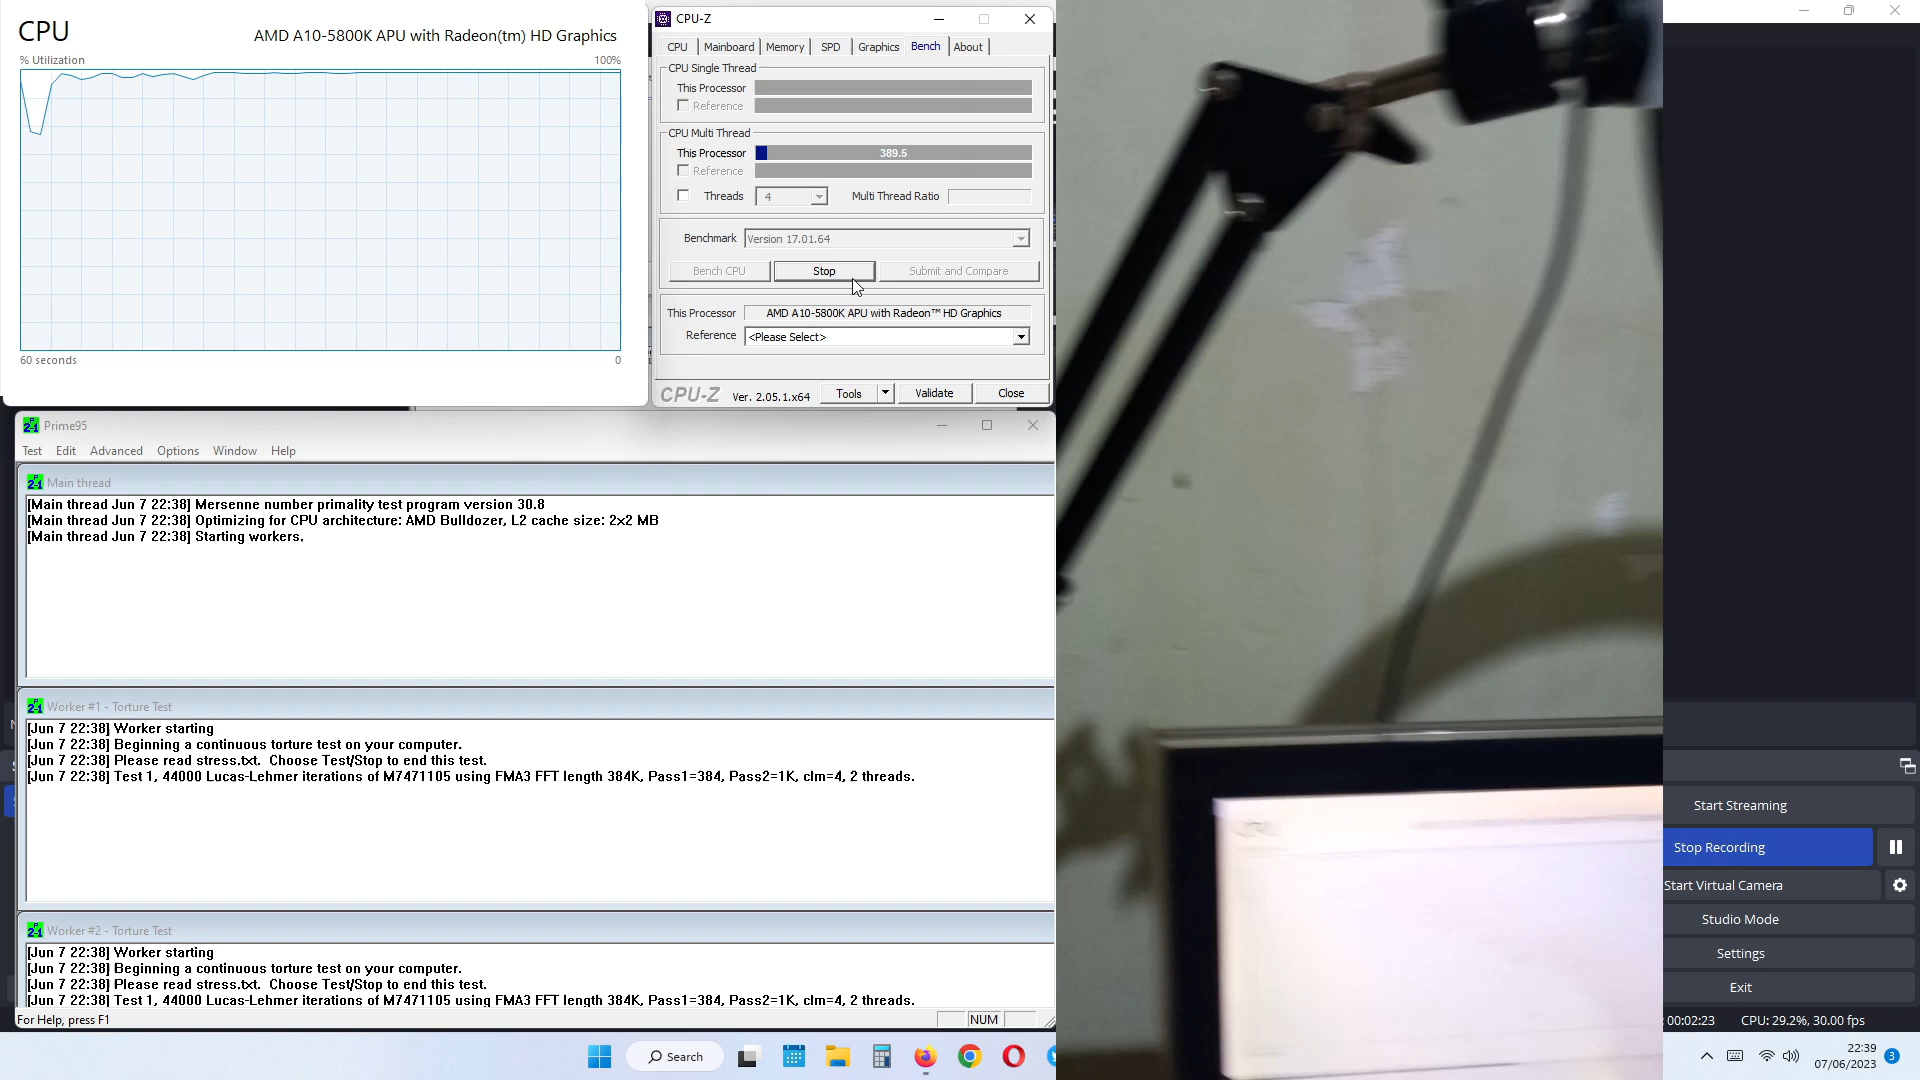 CPU
AMD A10-5800K APU with Radeon(tm) HD Graphics
% Utilization
100%
60 seconds
0
CPU-Z
CPU
Mainboard
Memory
SPD
Graphics
Bench
About
CPU Single Thread
This Processor
Reference
CPU Multi Thread
This Processor
389.5
Reference
Threads
4
Multi Thread Ratio
Benchmark
Version 17.01.64
Bench CPU
Stop
Submit and Compare
This Processor
AMD A10-5800K APU with Radeon™ HD Graphics
Reference
<Please Select>
CPU-Z
Ver. 2.05.1.x64
Tools
Validate
Close
Prime95
Test
Edit
Advanced
Options
Window
Help
Main thread
[Main thread Jun 7 22:38] Mersenne number primality test program version 30.8
[Main thread Jun 7 22:38] Optimizing for CPU architecture: AMD Bulldozer, L2 cache size: 2x2 MB
[Main thread Jun 7 22:38] Starting workers.
Worker #1 - Torture Test
[Jun 7 22:38] Worker starting
[Jun 7 22:38] Beginning a continuous torture test on your computer.
[Jun 7 22:38] Please read stress.txt.  Choose Test/Stop to end this test.
[Jun 7 22:38] Test 1, 44000 Lucas-Lehmer iterations of M7471105 using FMA3 FFT length 384K, Pass1=384, Pass2=1K, clm=4, 2 threads.
Worker #2 - Torture Test
[Jun 7 22:38] Worker starting
[Jun 7 22:38] Beginning a continuous torture test on your computer.
[Jun 7 22:38] Please read stress.txt.  Choose Test/Stop to end this test.
[Jun 7 22:38] Test 1, 44000 Lucas-Lehmer iterations of M7471105 using FMA3 FFT length 384K, Pass1=384, Pass2=1K, clm=4, 2 threads.
For Help, press F1
NUM
Start Streaming
Stop Recording
Start Virtual Camera
Studio Mode
Settings
Exit
00:02:23
CPU: 29.2%, 30.00 fps
Search
22:39
07/06/2023
3